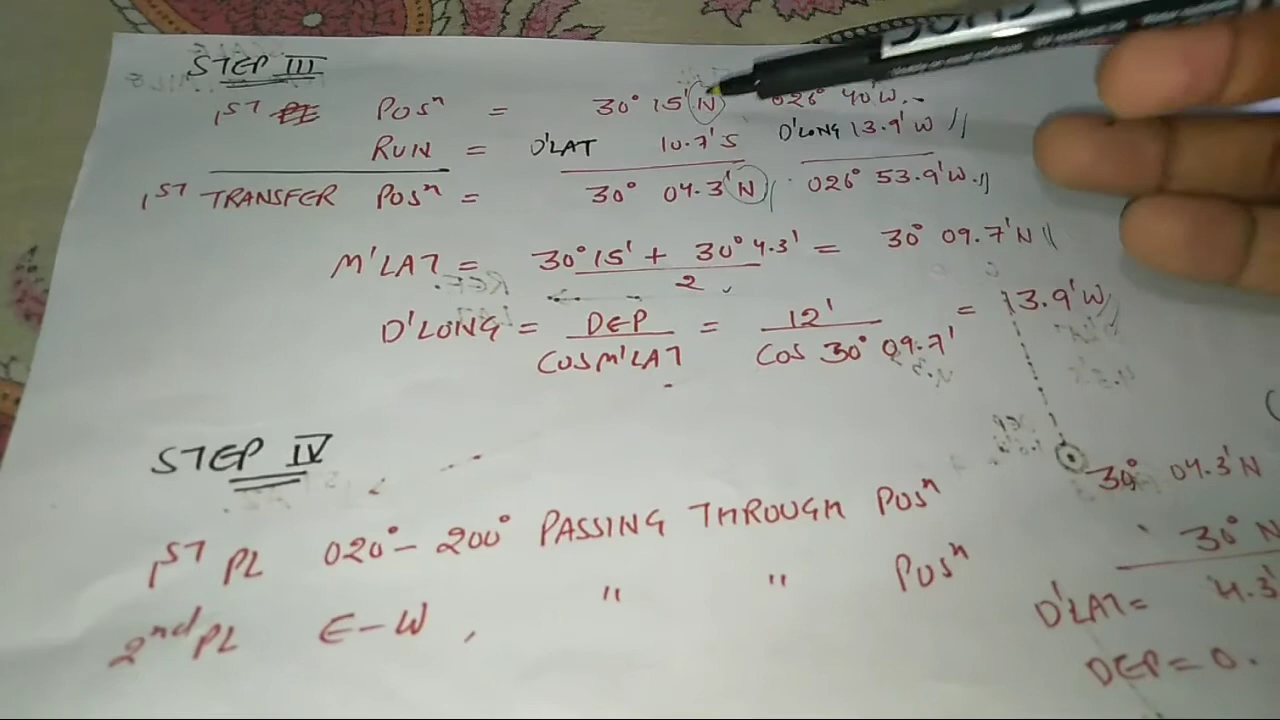 STEP III
1ST POSⁿ = 30° 15' N 026° 40' W.
RUN = D'LAT 10.7'S D'LONG 13.9'W //
1ST TRANSFER POSⁿ = 30° 04.3' N // 026° 53.9'W.//
M'LAT = 30°15' + 30° 4.3' / 2 = 30° 09.7'N //
D'LONG = DEP / COS M'LAT = 12' / COS 30° 09.7' = 13.9'W //
STEP IV
1ST PL 020° - 200° PASSING THROUGH POSⁿ
2nd PL E-W , " " POSⁿ
30° 04.3'N
30° N
D'LAT = 4.3'
DEP = 0.